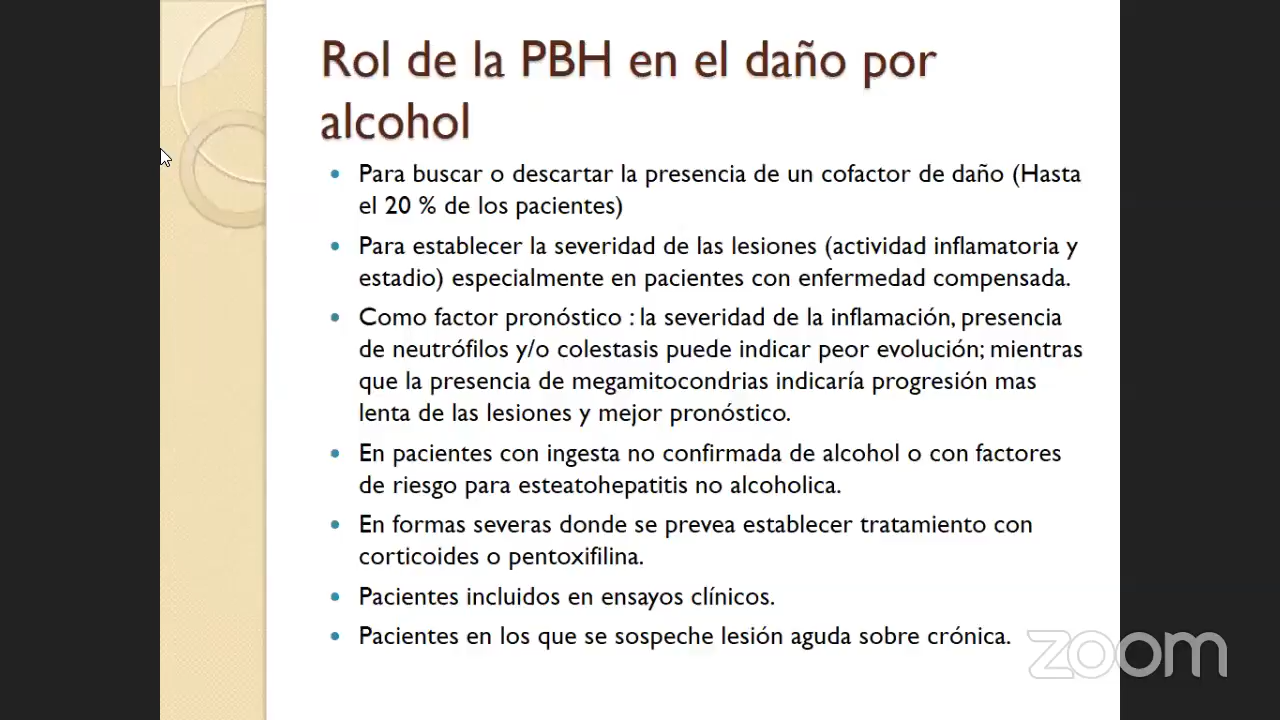 Rol de la PBH en el daño por
alcohol
• Para buscar o descartar la presencia de un cofactor de daño (Hasta
el 20 % de los pacientes)
• Para establecer la severidad de las lesiones (actividad inflamatoria y
estadio) especialmente en pacientes con enfermedad compensada.
• Como factor pronóstico : la severidad de la inflamación, presencia
de neutrófilos y/o colestasis puede indicar peor evolución; mientras
que la presencia de megamitocondrias indicaría progresión mas
lenta de las lesiones y mejor pronóstico.
• En pacientes con ingesta no confirmada de alcohol o con factores
de riesgo para esteatohepatitis no alcoholica.
• En formas severas donde se prevea establecer tratamiento con
corticoides o pentoxifilina.
• Pacientes incluidos en ensayos clínicos.
• Pacientes en los que se sospeche lesión aguda sobre crónica.
zoom